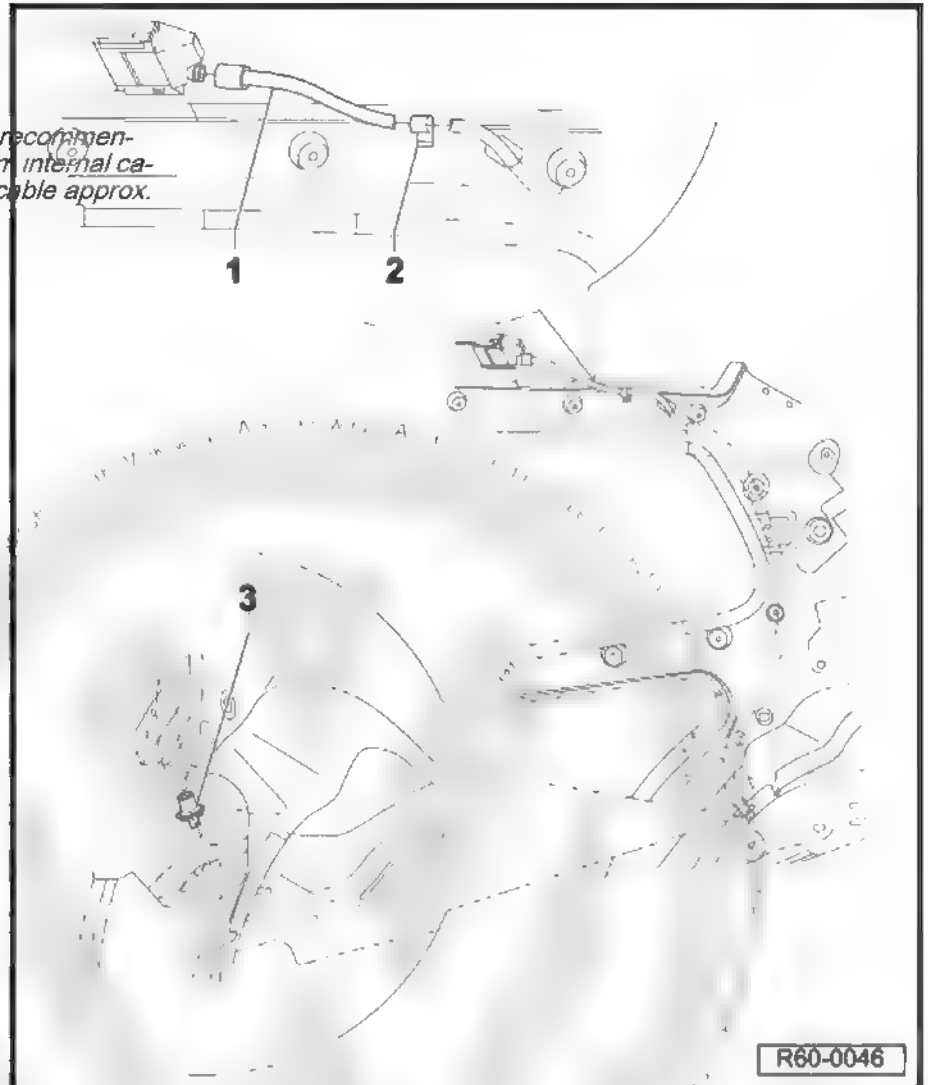 recommen-
m internal ca-
cable approx.
1
2
3
R60-0046